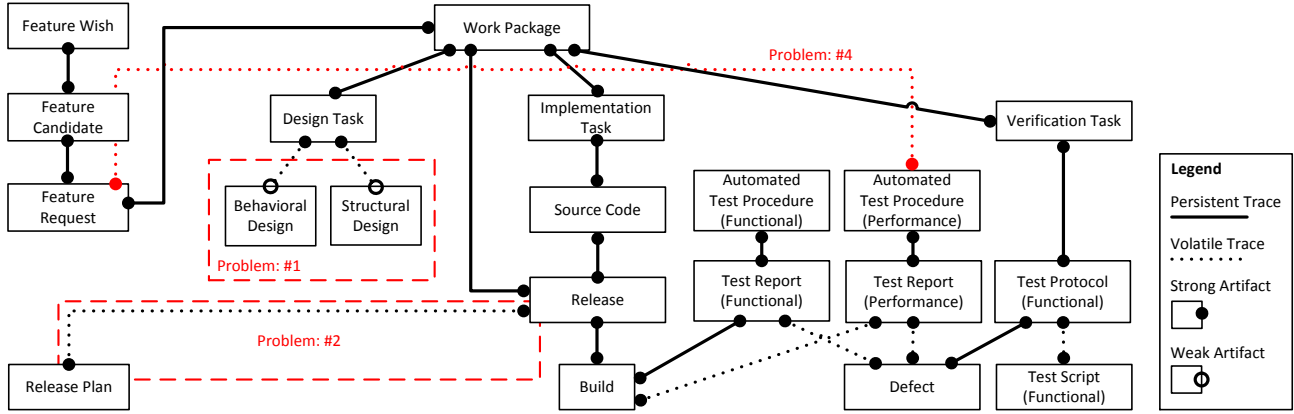 Feature Wish
Work Package
Problem: #4
Feature
Candidate
Design Task
Implementation
Task
Verification Task
Feature
Request
Behavioral
Design
Structural
Design
Problem: #1
Source Code
Automated
Test Procedure
(Functional)
Automated
Test Procedure
(Performance)
Release
Test Report
(Functional)
Test Report
(Performance)
Test Protocol
(Functional)
Problem: #2
Release Plan
Build
Defect
Test Script
(Functional)
Legend
Persistent Trace
Volatile Trace
Strong Artifact
Weak Artifact